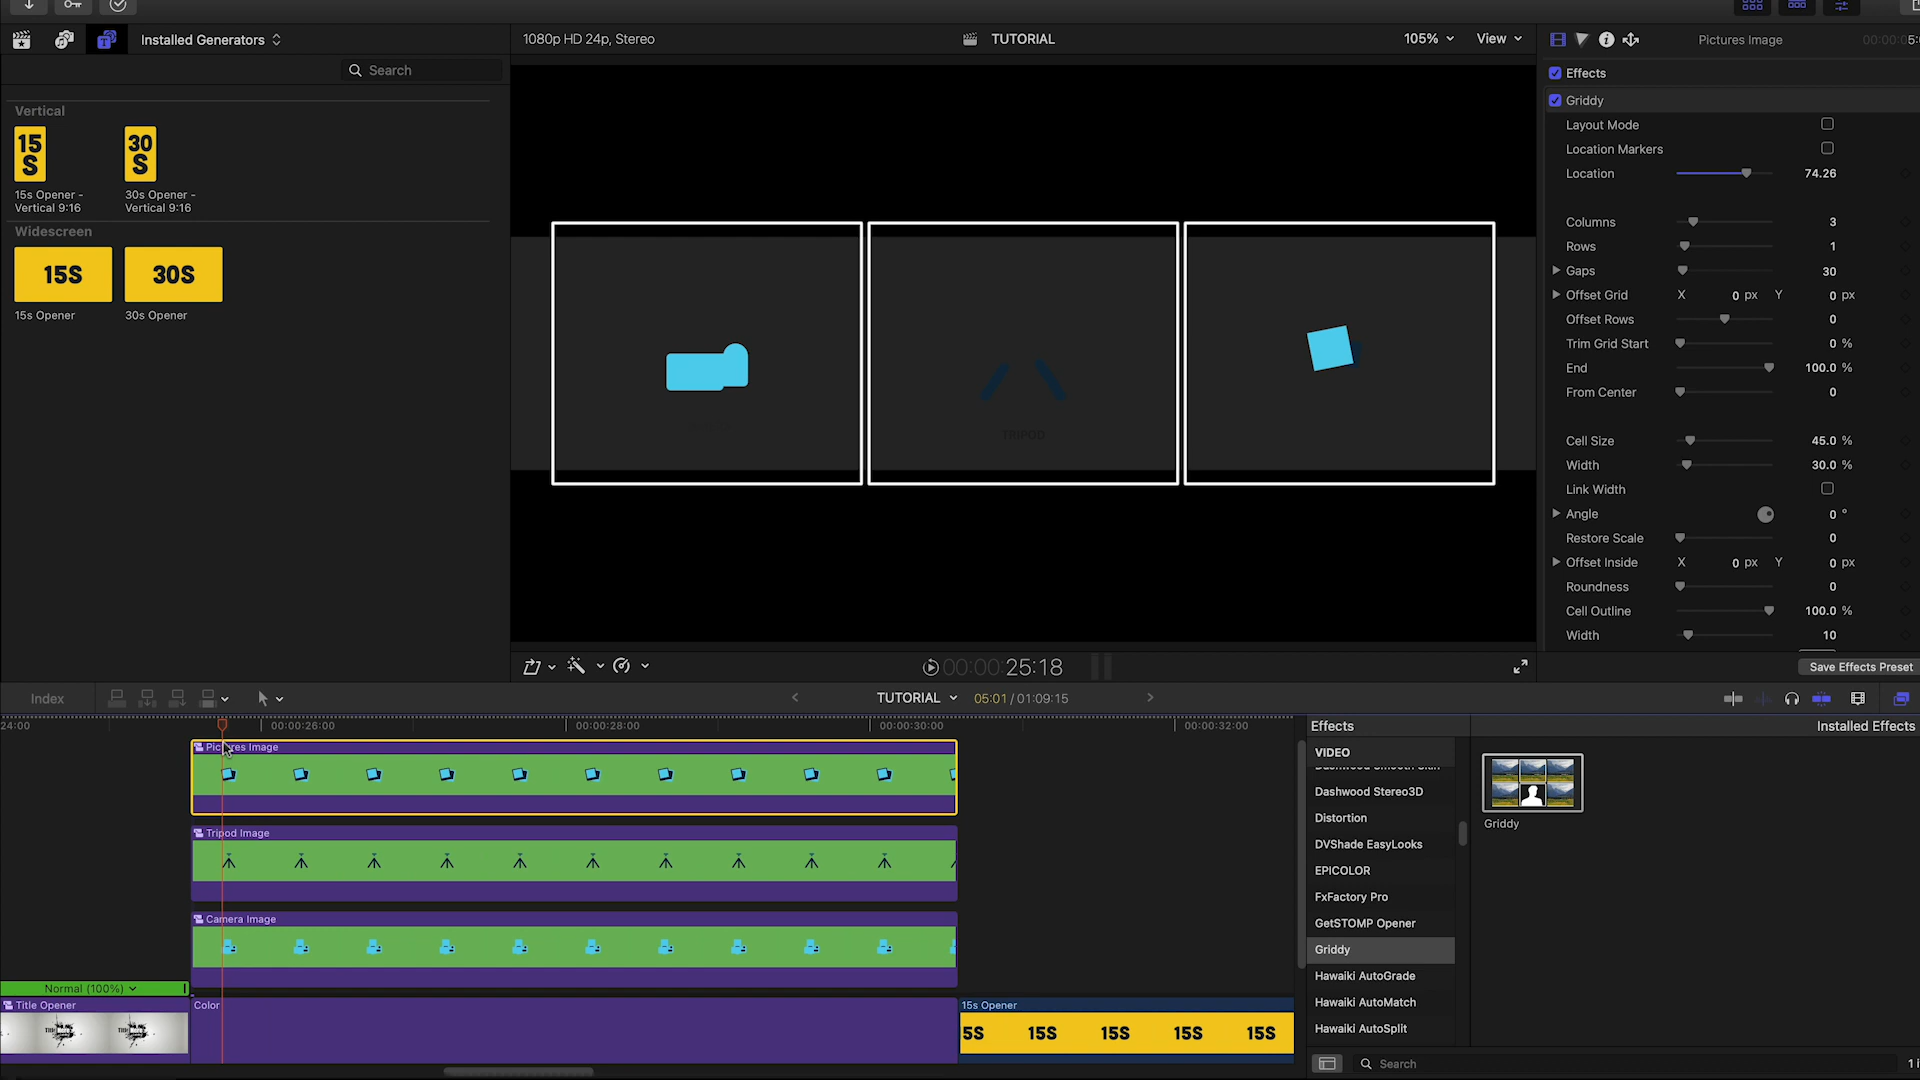 Installed Generators
1080p HD 24p, Stereo
TUTORIAL
105%
View
Pictures Image
00:00:05:
Search
Effects
Vertical
Griddy
15
S
30
S
Layout Mode
Location Markers
15s Opener -
Vertical 9:16
30s Opener -
Vertical 9:16
Location 74.26
Widescreen
15S
30S
15s Opener
30s Opener
Columns 3
Rows 1
Gaps 30
Offset Grid X 0 px Y 0 px
Offset Rows 0
Trim Grid Start 0 %
End 100.0 %
From Center 0
TRIPOD
Cell Size 45.0 %
Width 30.0 %
Link Width
Angle 0 °
Restore Scale 0
Offset Inside X 0 px Y 0 px
Roundness 0
Cell Outline 100.0 %
Width 10
00:00:00:25:18
Save Effects Preset
Index
TUTORIAL
05:01 / 01:09:15
24:00
00:00:26:00
00:00:28:00
00:00:30:00
00:00:32:00
Effects
Installed Effects
Pictures Image
VIDEO
Dashwood Smooth Skin
Dashwood Stereo3D
Distortion
Griddy
Tripod Image
DVShade EasyLooks
EPICOLOR
FxFactory Pro
Camera Image
GetSTOMP Opener
Griddy
Hawaiki AutoGrade
Normal (100%)
Hawaiki AutoMatch
Title Opener
Color
15s Opener
Hawaiki AutoSplit
5S 15S 15S 15S 15S
Search